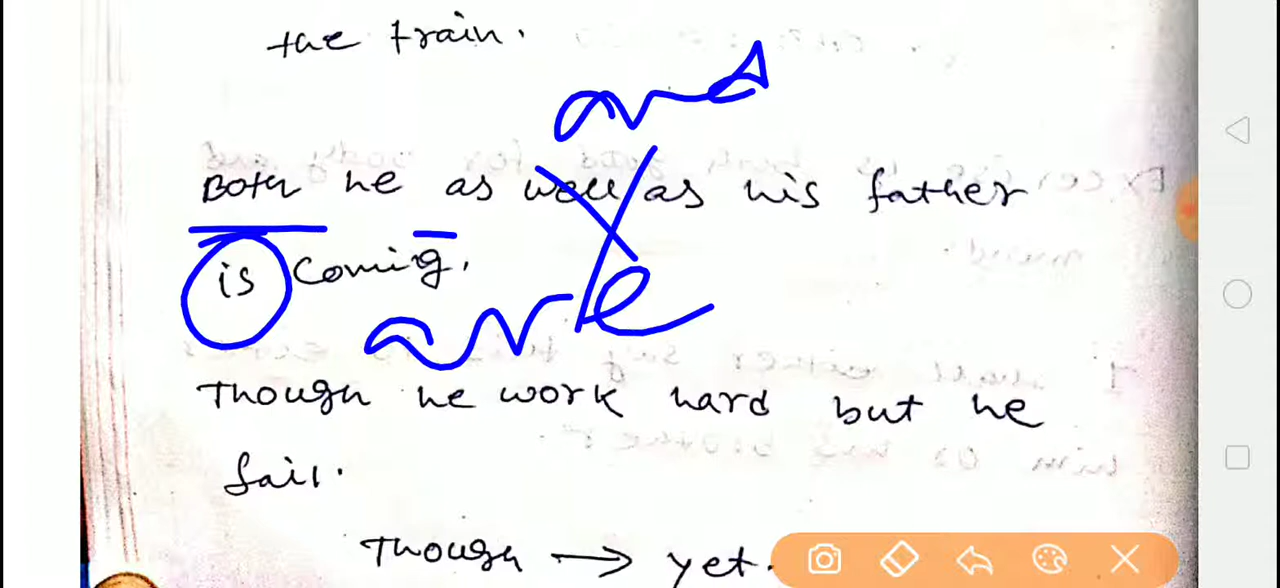 the train.
and
Both he as well as his father
is coming.
are
Though he work hard but he
fail.
Though → yet.